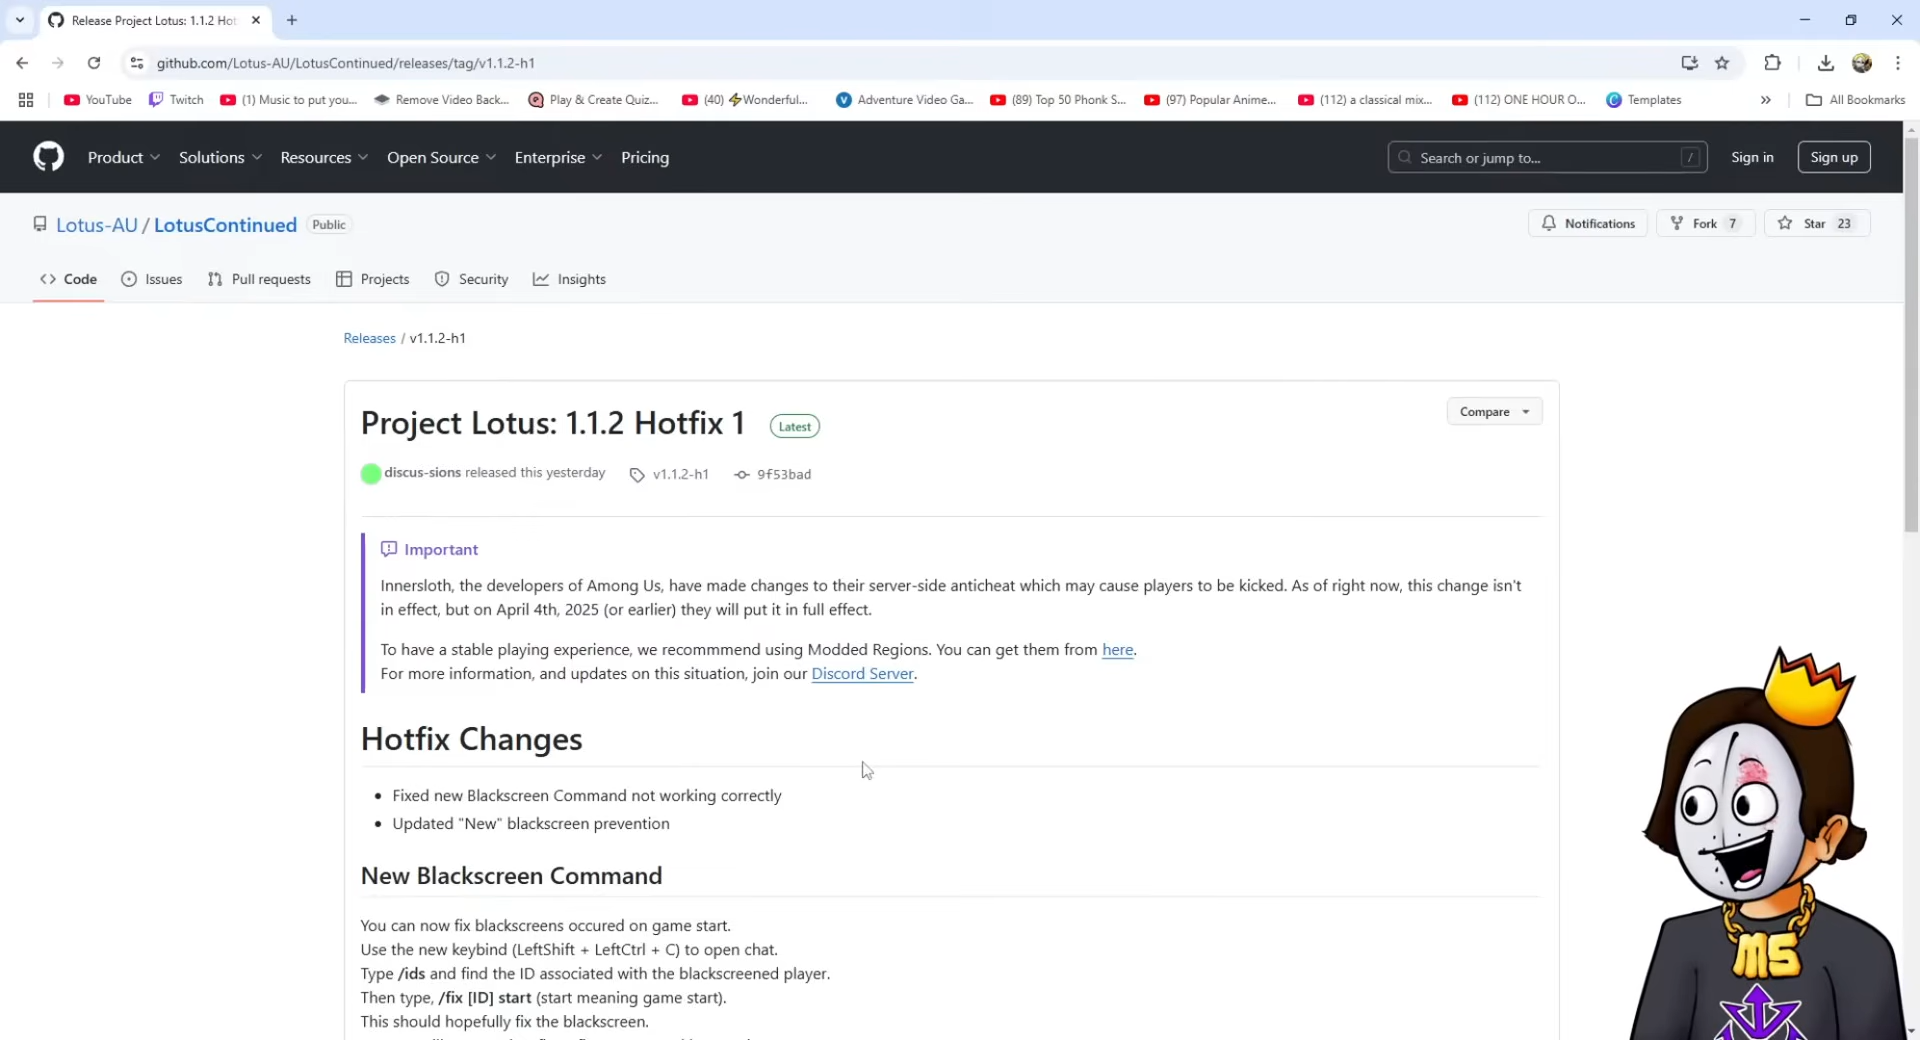 Release Project Lotus: 1.1.2 Hot
github.com/Lotus-AU/LotusContinued/releases/tag/v1.1.2-h1
YouTube
Twitch
(1) Music to put you...
Remove Video Back...
Play & Create Quiz...
(40) ⚡Wonderful...
Adventure Video Ga...
(89) Top 50 Phonk S...
(97) Popular Anime...
(112) a classical mix...
(112) ONE HOUR O...
Templates
All Bookmarks
Product
Solutions
Resources
Open Source
Enterprise
Pricing
Search or jump to... /
Sign in
Sign up
Lotus-AU / LotusContinued Public
Notifications
Fork 7
Star 23
Code
Issues
Pull requests
Projects
Security
Insights
Releases / v1.1.2-h1
Project Lotus: 1.1.2 Hotfix 1 Latest
Compare
discus-sions released this yesterday v1.1.2-h1 9f53bad
Important
Innersloth, the developers of Among Us, have made changes to their server-side anticheat which may cause players to be kicked. As of right now, this change isn't
in effect, but on April 4th, 2025 (or earlier) they will put it in full effect.
To have a stable playing experience, we recommmend using Modded Regions. You can get them from here.
For more information, and updates on this situation, join our Discord Server.
Hotfix Changes
Fixed new Blackscreen Command not working correctly
Updated "New" blackscreen prevention
New Blackscreen Command
You can now fix blackscreens occured on game start.
Use the new keybind (LeftShift + LeftCtrl + C) to open chat.
Type /ids and find the ID associated with the blackscreened player.
Then type, /fix [ID] start (start meaning game start).
This should hopefully fix the blackscreen.
MS